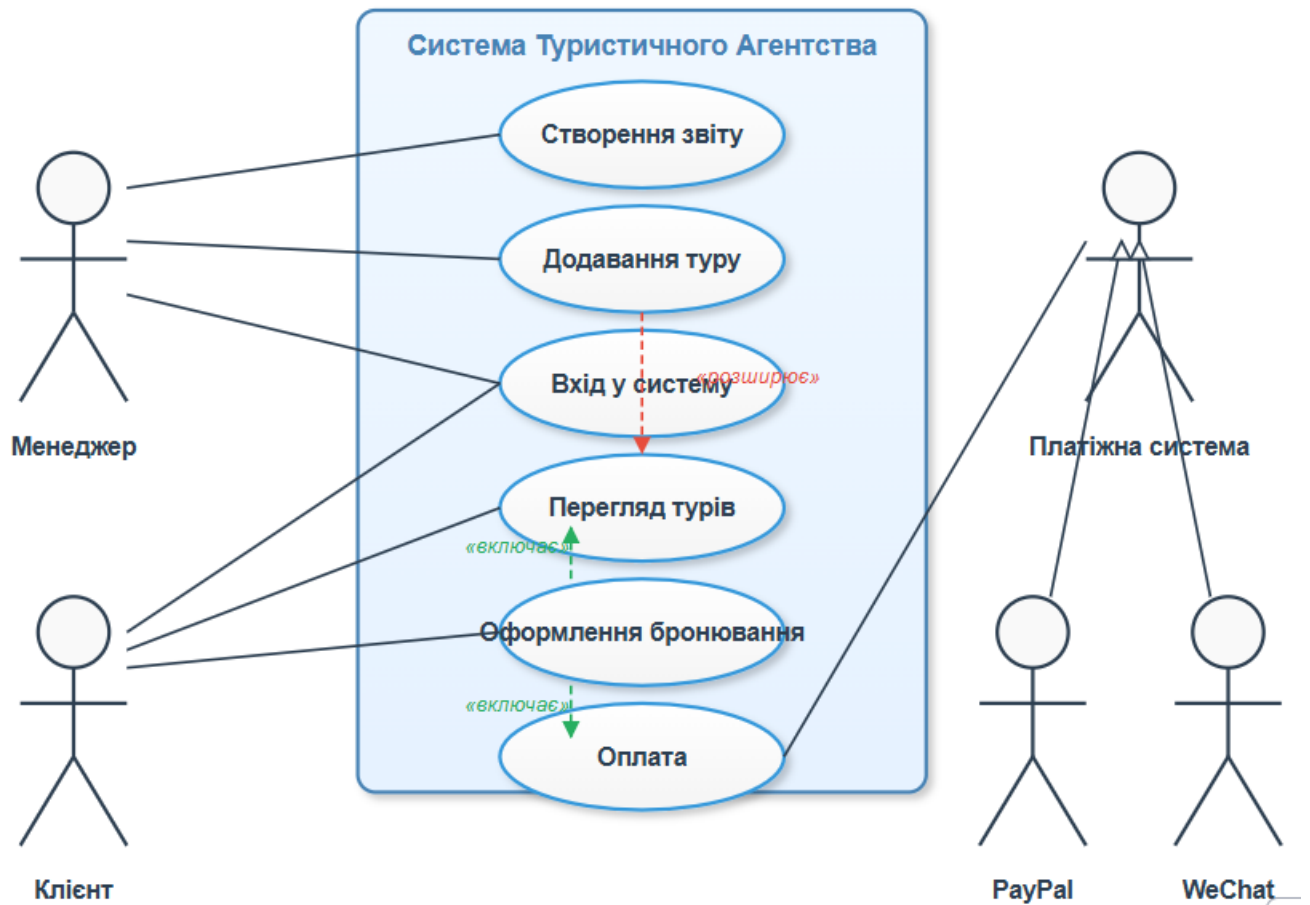 Система Туристичного Агентства
Створення звіту
Додавання туру
Вхід у систему
«розширює»
Менеджер
Платіжна система
Перегляд турів
«включає»
Оформлення бронювання
«включає»
Оплата
Клієнт
PayPal
WeChat